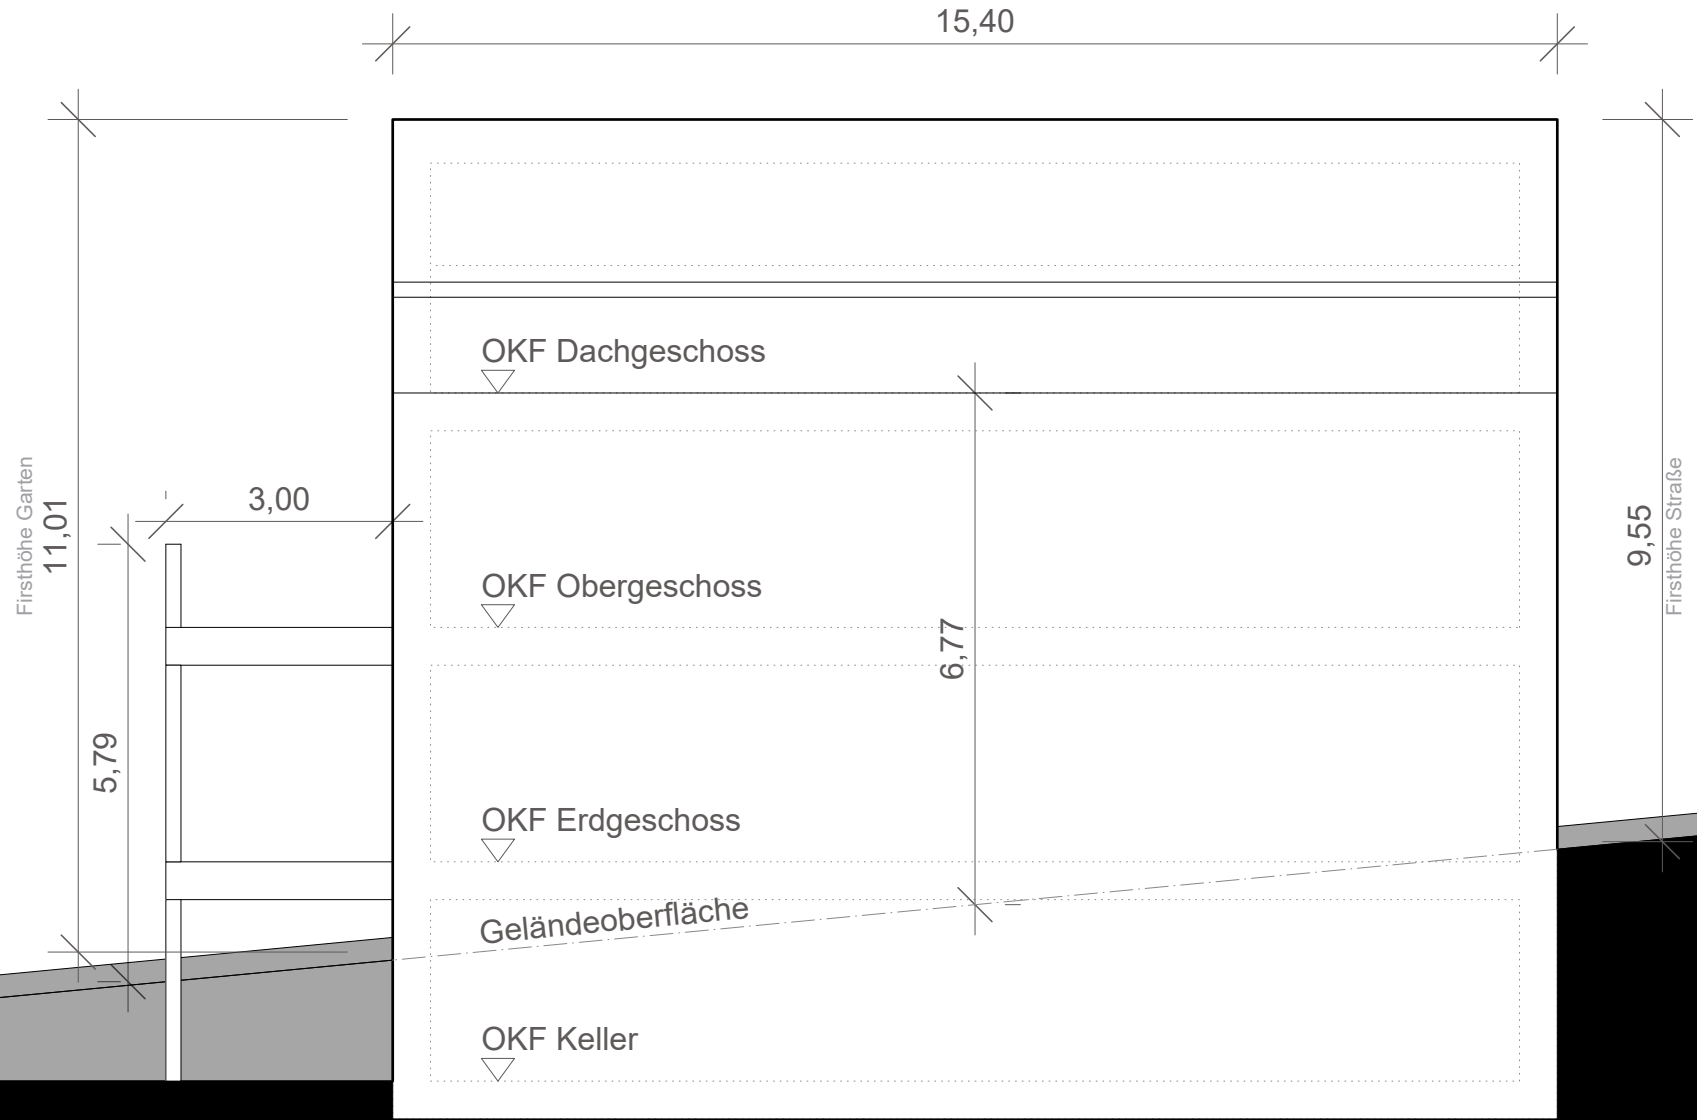 15,40
OKF Dachgeschoss
Firsthöhe Garten
11,01
3,00
9,55
Firsthöhe Straße
OKF Obergeschoss
6,77
5,79
OKF Erdgeschoss
Geländeoberfläche
OKF Keller